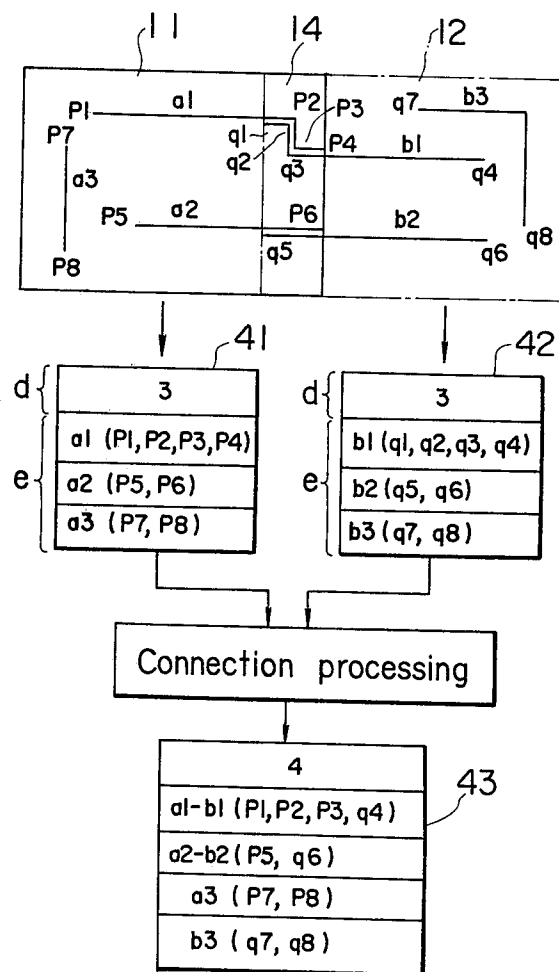 11 14 12
P1 a1 P2 P3 q7 b3
P7 q1 q2 q3 P4 b1 q4
a3
P5 a2 P6 b2
P8 q5 q6 q8
41 42
d 3 3
e a1 (P1,P2,P3,P4) e b1 (q1, q2, q3, q4)
a2 (P5, P6) b2 (q5, q6)
a3 (P7, P8) b3 (q7, q8)
Connection processing
4
43
a1-b1 (P1,P2,P3, q4)
a2-b2 (P5, q6)
a3 (P7, P8)
b3 (q7, q8)